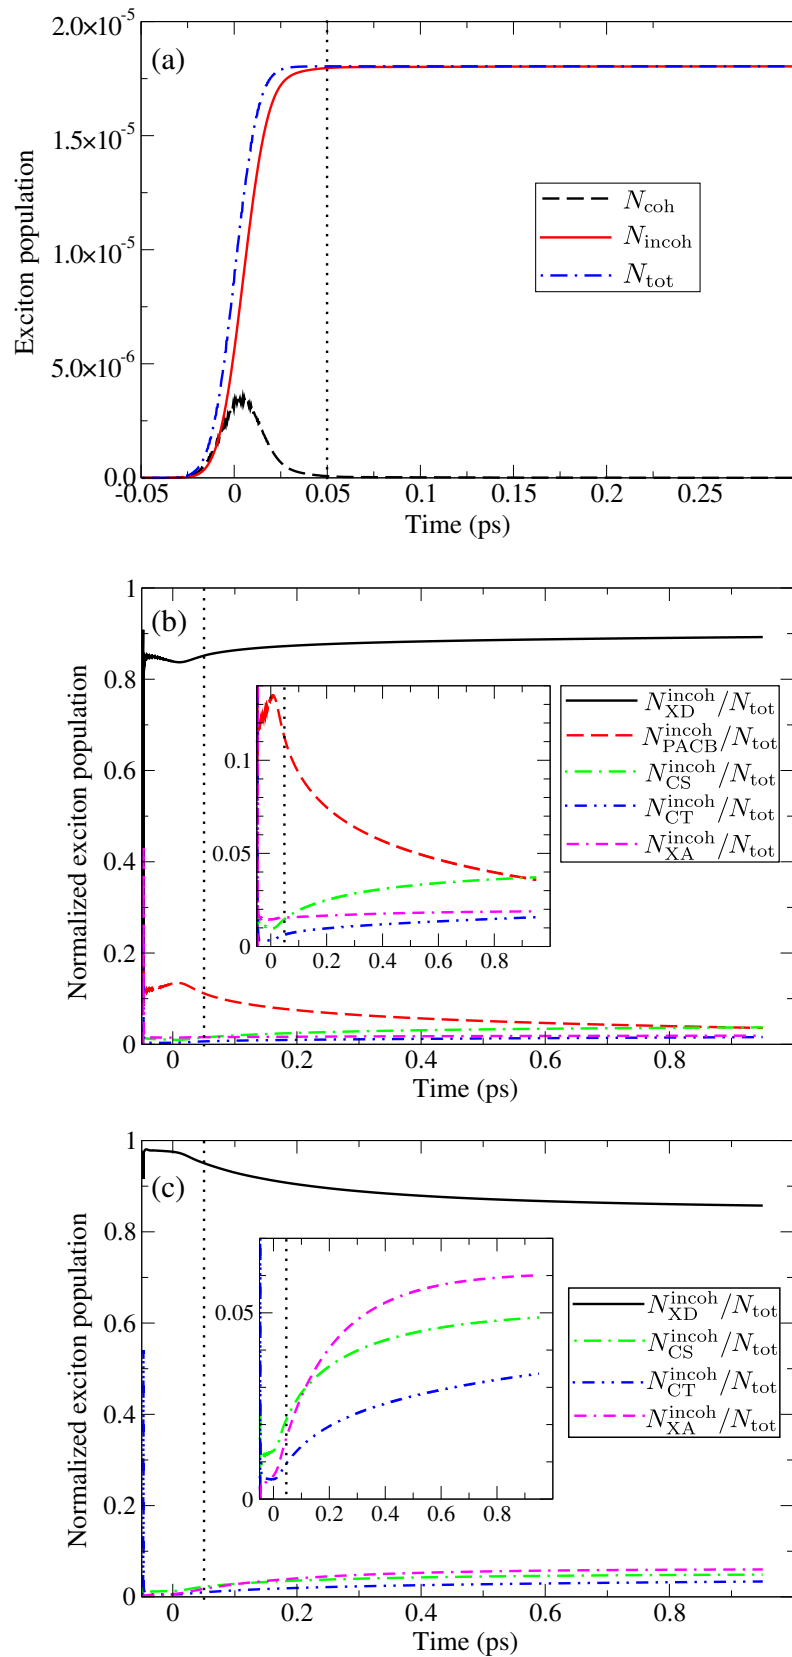 (a)
2.0×10⁻⁵
1.5×10⁻⁵
1.0×10⁻⁵
5.0×10⁻⁶
0.0
Exciton population
N_coh
N_incoh
N_tot
-0.05 0 0.05 0.1 0.15 0.2 0.25
Time (ps)
(b)
1
0.8
0.6
0.4
0.2
0
Normalized exciton population
0.1
0.05
0
0 0.2 0.4 0.6 0.8
N_XD^incoh/N_tot
N_PACB^incoh/N_tot
N_CS^incoh/N_tot
N_CT^incoh/N_tot
N_XA^incoh/N_tot
0 0.2 0.4 0.6 0.8
Time (ps)
(c)
1
0.8
0.6
0.4
0.2
0
Normalized exciton population
0.05
0
0 0.2 0.4 0.6 0.8
N_XD^incoh/N_tot
N_CS^incoh/N_tot
N_CT^incoh/N_tot
N_XA^incoh/N_tot
0 0.2 0.4 0.6 0.8
Time (ps)